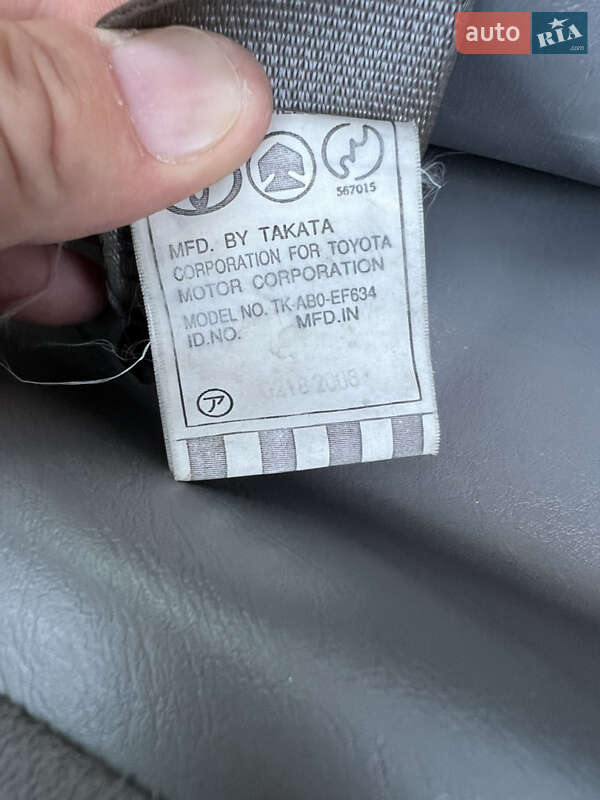 auto RIA
.com
567015
MFD. BY TAKATA
CORPORATION FOR TOYOTA
MOTOR CORPORATION
MODEL NO. TK-AB0-EF634
ID.NO. MFD.IN
ア